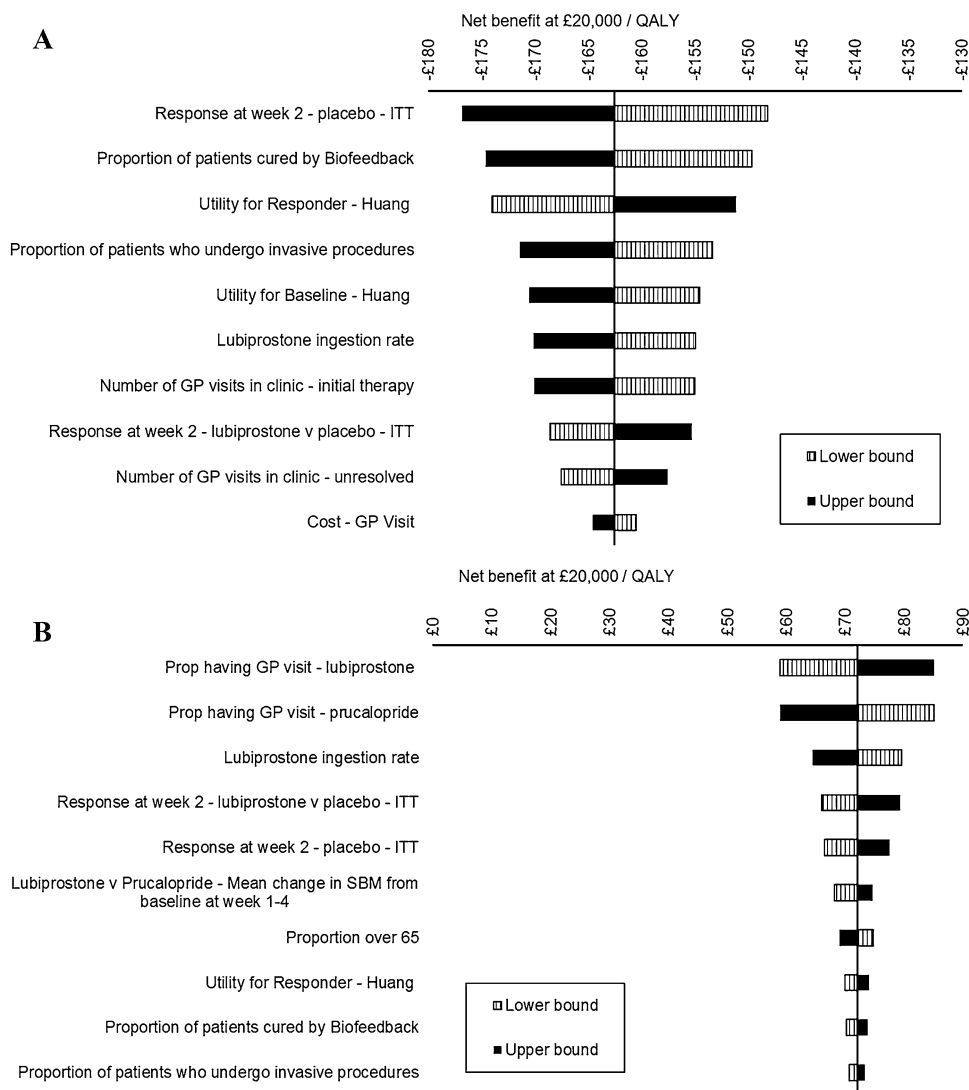 Net benefit at £20,000 / QALY
A
-£180
-£175
-£170
-£165
-£160
-£155
-£150
-£145
-£140
-£135
-£130
Response at week 2 - placebo - ITT
Proportion of patients cured by Biofeedback
Utility for Responder - Huang
Proportion of patients who undergo invasive procedures
Utility for Baseline - Huang
Lubiprostone ingestion rate
Number of GP visits in clinic - initial therapy
Response at week 2 - lubiprostone v placebo - ITT
Number of GP visits in clinic - unresolved
Cost - GP Visit
Lower bound
Upper bound
Net benefit at £20,000 / QALY
B
£0
£10
£20
£30
£40
£50
£60
£70
£80
£90
Prop having GP visit - lubiprostone
Prop having GP visit - prucalopride
Lubiprostone ingestion rate
Response at week 2 - lubiprostone v placebo - ITT
Response at week 2 - placebo - ITT
Lubiprostone v Prucalopride - Mean change in SBM from
baseline at week 1-4
Proportion over 65
Utility for Responder - Huang
Proportion of patients cured by Biofeedback
Proportion of patients who undergo invasive procedures
Lower bound
Upper bound